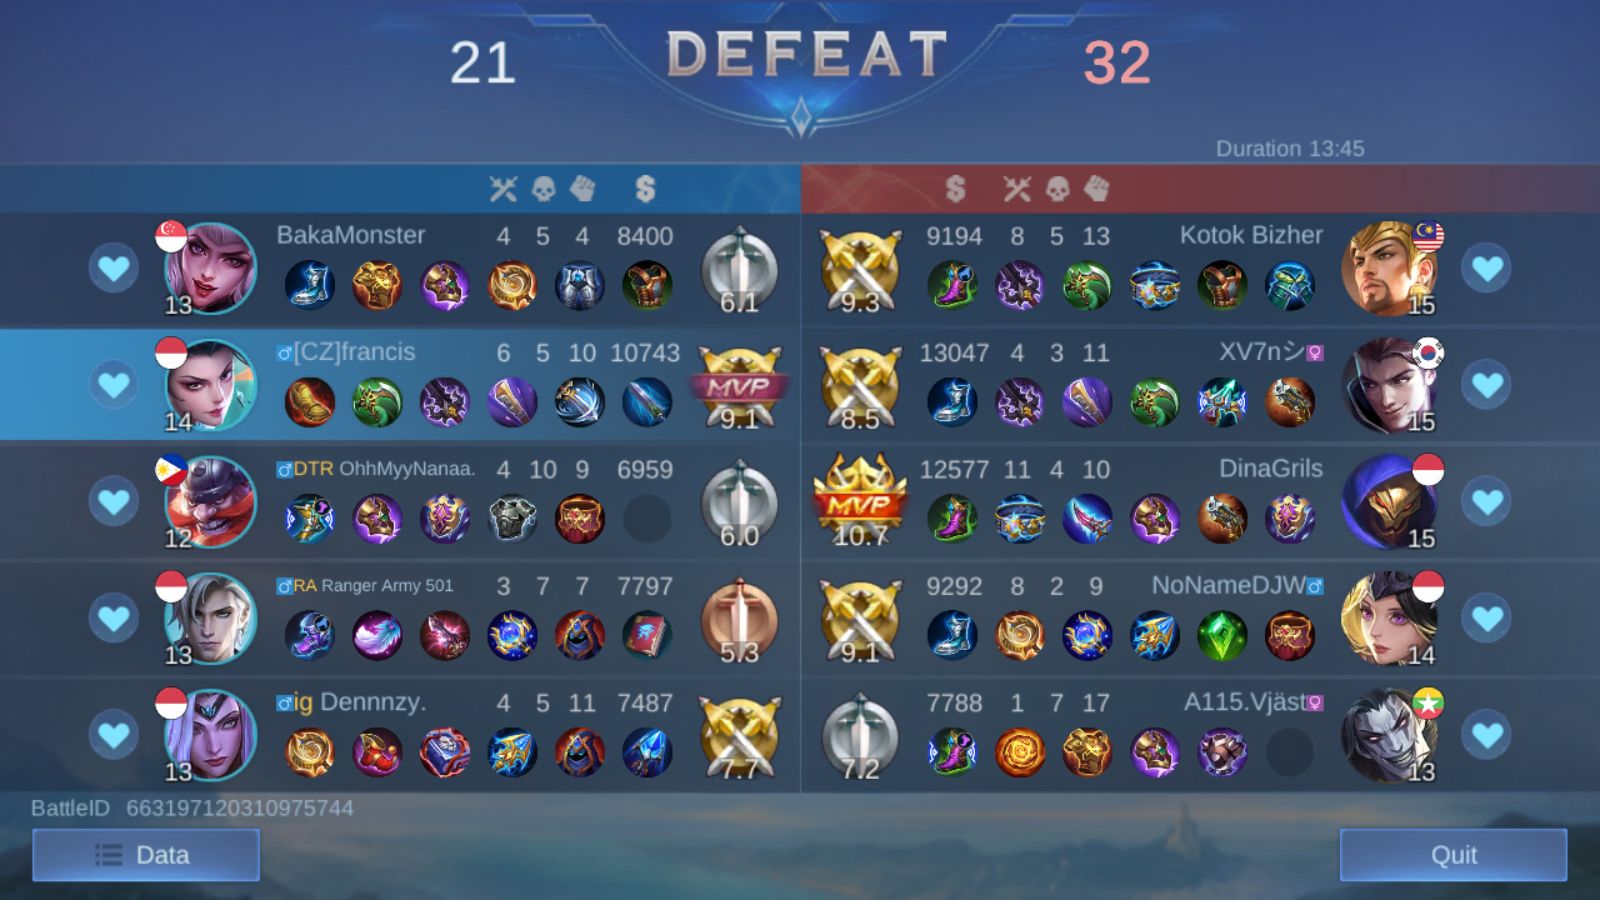 21 DEFEAT 32
Duration 13:45
BakaMonster 4 5 4 8400
13 6.1
9194 8 5 13 Kotok Bizher
9.3 15
[CZ]francis 6 5 10 10743
14 MVP 9.1
13047 4 3 11 XV7nシ
8.5 15
DTR OhhMyyNanaa. 4 10 9 6959
12 6.0
12577 11 4 10 DinaGrils
MVP 10.7 15
RA Ranger Army 501 3 7 7 7797
13 5.3
9292 8 2 9 NoNameDJW
9.1 14
ig Dennnzy. 4 5 11 7487
13 7.7
7788 1 7 17 A115.Vjäst
7.2 13
BattleID 663197120310975744
Data
Quit